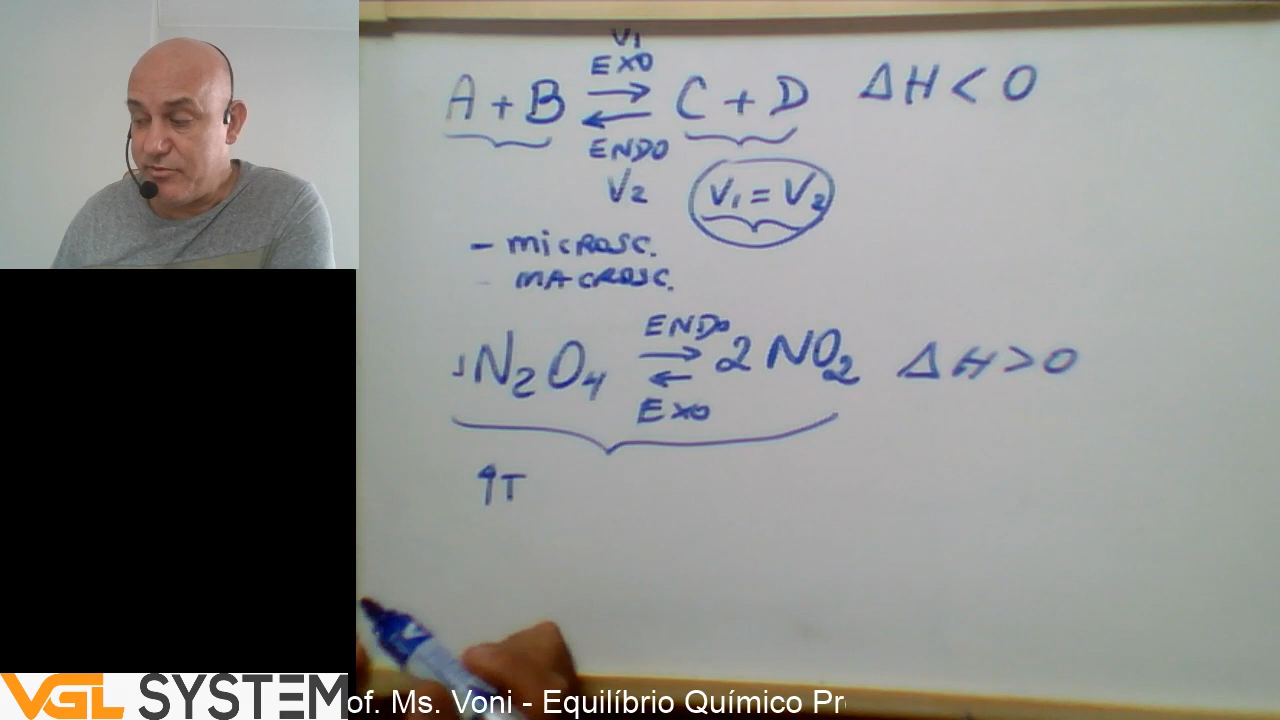 V1
EXO
A + B ⇄ C + D ΔH < 0
ENDO
V2
V1 = V2
- MICROSC.
- MACROSC.
ENDO
1N2O4 ⇄ 2 NO2 ΔH > 0
EXO
↑T
VGL SYSTEM
of. Ms. Voni - Equilíbrio Químico Pr